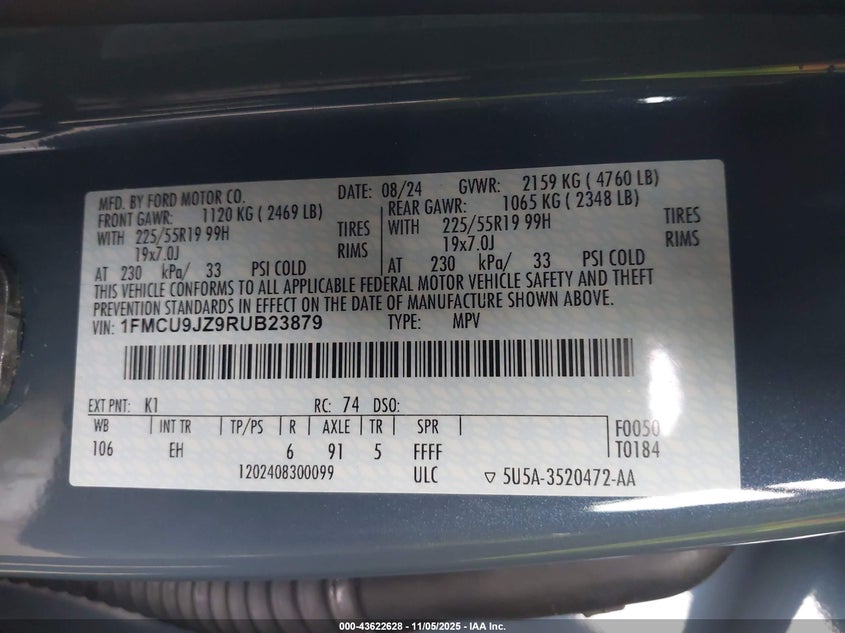 MFD. BY FORD MOTOR CO. DATE: 08/24 GVWR: 2159 KG ( 4760 LB)
FRONT GAWR: 1120 KG ( 2469 LB) REAR GAWR: 1065 KG ( 2348 LB)
WITH 225/55R19 99H TIRES WITH 225/55R19 99H TIRES
19x7.0J RIMS 19x7.0J RIMS
AT 230 kPa/ 33 PSI COLD AT 230 kPa/ 33 PSI COLD
THIS VEHICLE CONFORMS TO ALL APPLICABLE FEDERAL MOTOR VEHICLE SAFETY AND THEFT
PREVENTION STANDARDS IN EFFECT ON THE DATE OF MANUFACTURE SHOWN ABOVE.
VIN: 1FMCU9JZ9RUB23879 TYPE: MPV
EXT PNT: K1 RC: 74 DSO:
WB INT TR TP/PS R AXLE TR SPR F0050
106 EH 6 91 5 FFFF T0184
1202408300099 ULC ▽ 5U5A-3520472-AA
000-43622628 - 11/05/2025 - IAA Inc.